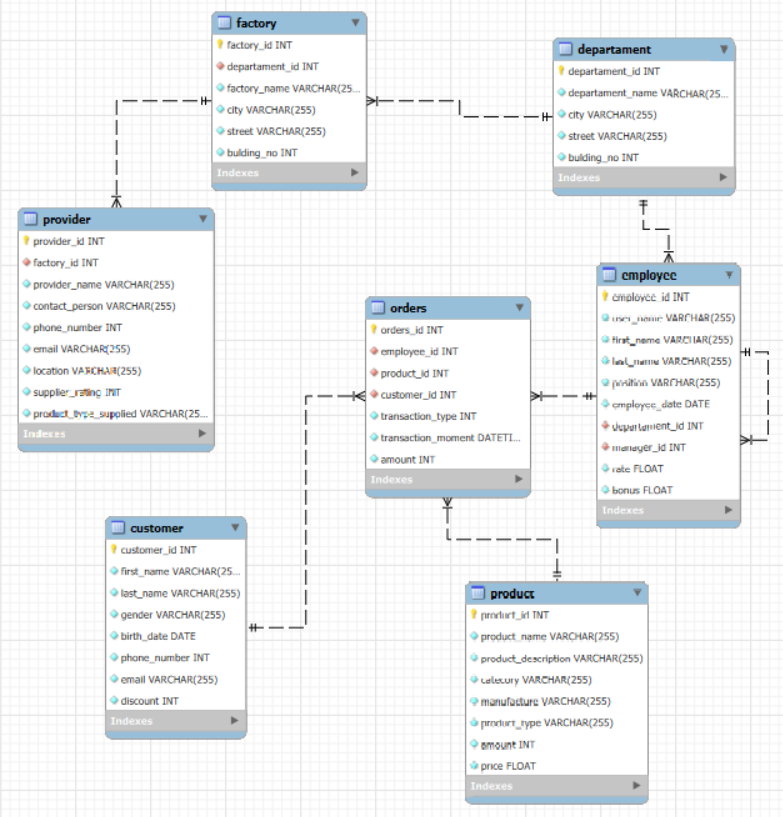 factory
factory_id INT
departament_id INT
factory_name VARCHAR(25...
city VARCHAR(255)
street VARCHAR(255)
bulding_no INT
Indexes
departament
departament_id INT
departament_name VARCHAR(25...
city VARCHAR(255)
street VARCHAR(255)
bulding_no INT
Indexes
provider
provider_id INT
factory_id INT
provider_name VARCHAR(255)
contact_person VARCHAR(255)
phone_number INT
email VARCHAR(255)
location VARCHAR(255)
supplier_rating INT
product_type_supplied VARCHAR(25...
Indexes
orders
orders_id INT
employee_id INT
product_id INT
customer_id INT
transaction_type INT
transaction_moment DATETI...
amount INT
Indexes
employee
employee_id INT
user_name VARCHAR(255)
first_name VARCHAR(255)
last_name VARCHAR(255)
position VARCHAR(255)
employee_date DATE
departament_id INT
manager_id INT
rate FLOAT
bonus FLOAT
Indexes
customer
customer_id INT
first_name VARCHAR(25...
last_name VARCHAR(255)
gender VARCHAR(255)
birth_date DATE
phone_number INT
email VARCHAR(255)
discount INT
Indexes
product
product_id INT
product_name VARCHAR(255)
product_description VARCHAR(255)
category VARCHAR(255)
manufacture VARCHAR(255)
product_type VARCHAR(255)
amount INT
price FLOAT
Indexes